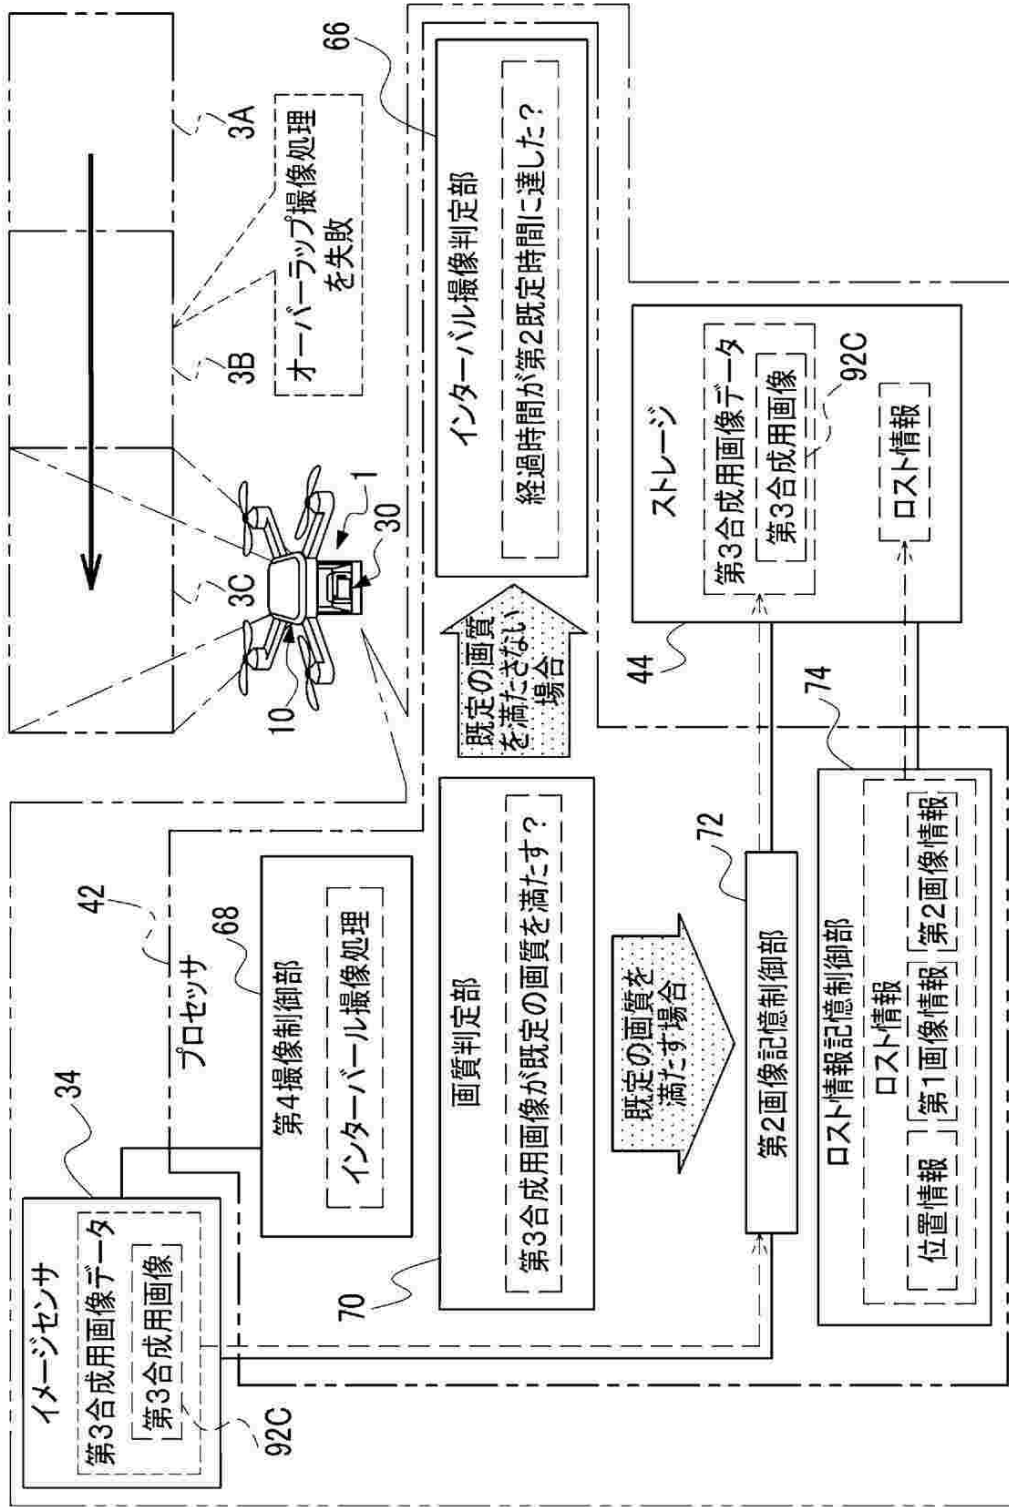 イメージセンサ
34
第3合成用画像データ
第3合成用画像
92C
42
プロセッサ
68
第4撮像制御部
インターバール撮像処理
3C
3B
3A
オーバーラップ撮像処理
を失敗
10
1
30
70
画質判定部
第3合成用画像が既定の画質を満たす?
既定の画質
を満たさない
場合
66
インターバル撮像判定部
経過時間が第2既定時間に達した?
既定の画質を
満たす場合
72
第2画像記憶制御部
44
ストレージ
第3合成用画像データ
第3合成用画像
92C
ロスト情報
74
ロスト情報記憶制御部
ロスト情報
位置情報
第1画像情報
第2画像情報